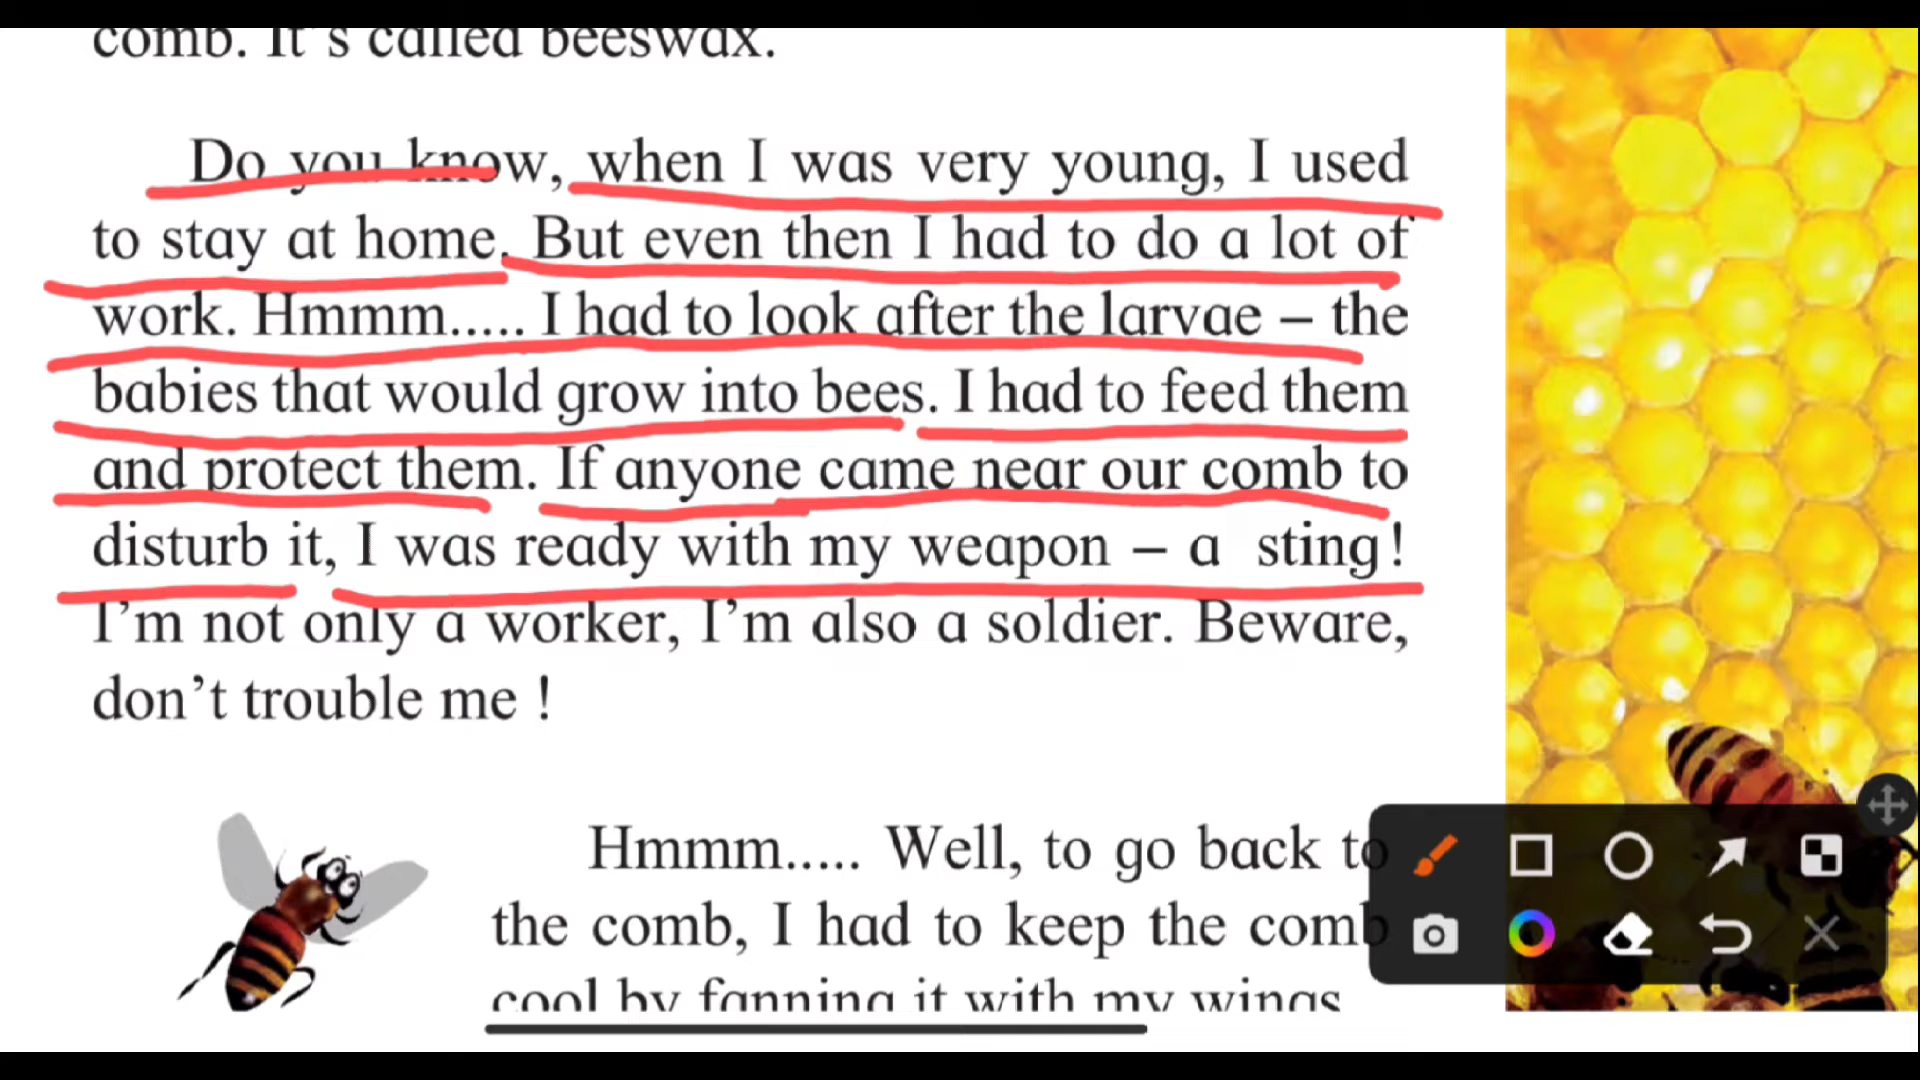 comb. It's called beeswax.
Do you know, when I was very young, I used
to stay at home. But even then I had to do a lot of
work. Hmmm..... I had to look after the larvae – the
babies that would grow into bees. I had to feed them
and protect them. If anyone came near our comb to
disturb it, I was ready with my weapon – a sting!
I'm not only a worker, I'm also a soldier. Beware,
don't trouble me !
Hmmm..... Well, to go back to
the comb, I had to keep the comb
cool by fanning it with my wings